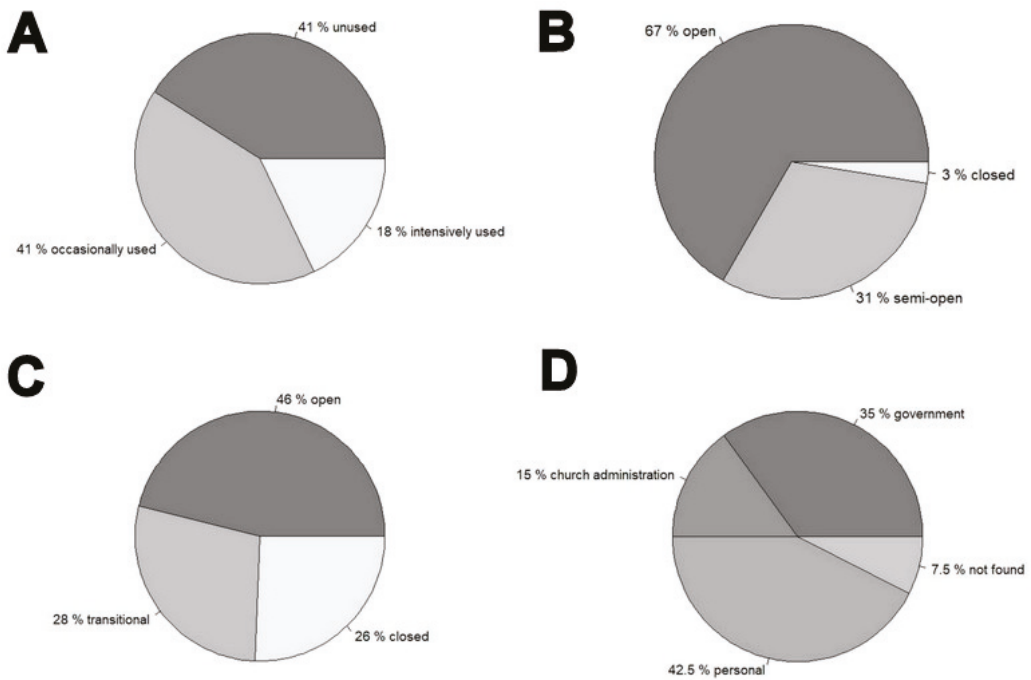 A
41 % unused
41 % occasionally used
18 % intensively used
B
67 % open
3 % closed
31 % semi-open
C
46 % open
28 % transitional
26 % closed
D
35 % government
15 % church administration
7.5 % not found
42.5 % personal